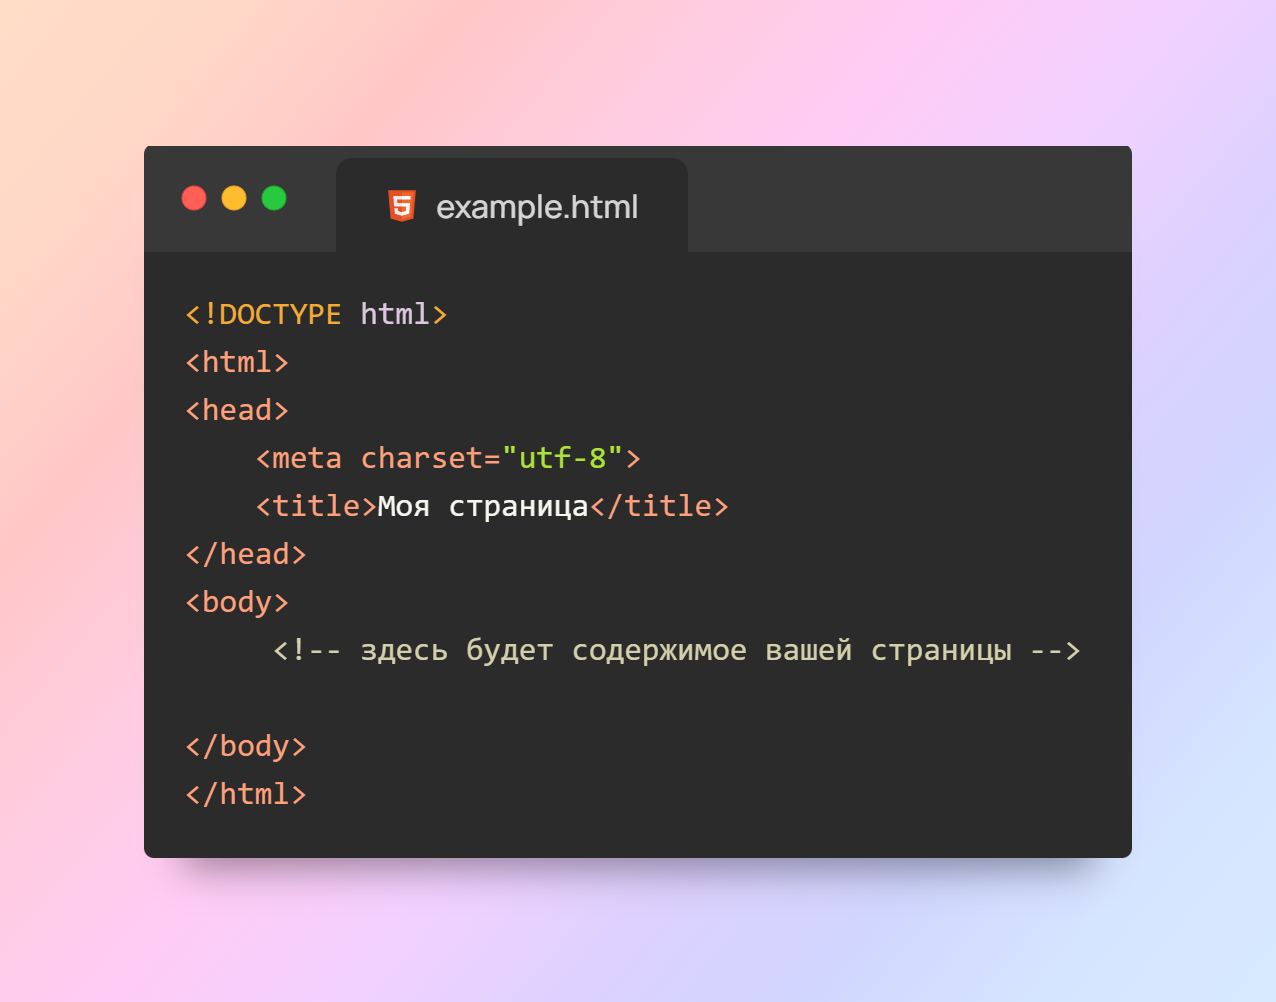 example.html
<!DOCTYPE html>
<html>
<head>
    <meta charset="utf-8">
    <title>Моя страница</title>
</head>
<body>
     <!-- здесь будет содержимое вашей страницы -->

</body>
</html>